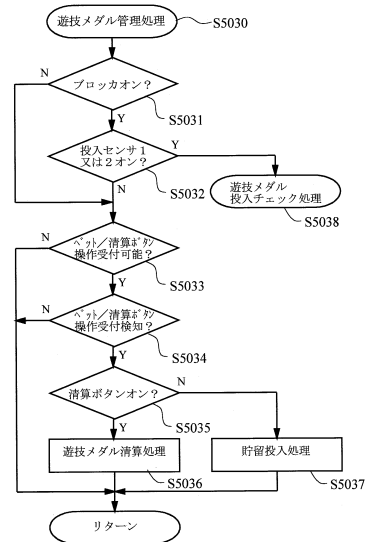 遊技メダル管理処理
S5030
N
ブロッカオン？
S5031
Y
投入センサ1
又は2オン？
Y
S5032
N
遊技メダル
投入チェック処理
S5038
N
ベット／清算ボタン
操作受付可能？
S5033
Y
N
ベット／清算ボタン
操作受付検知？
S5034
Y
清算ボタンオン？
N
S5035
Y
遊技メダル清算処理
S5036
貯留投入処理
S5037
リターン